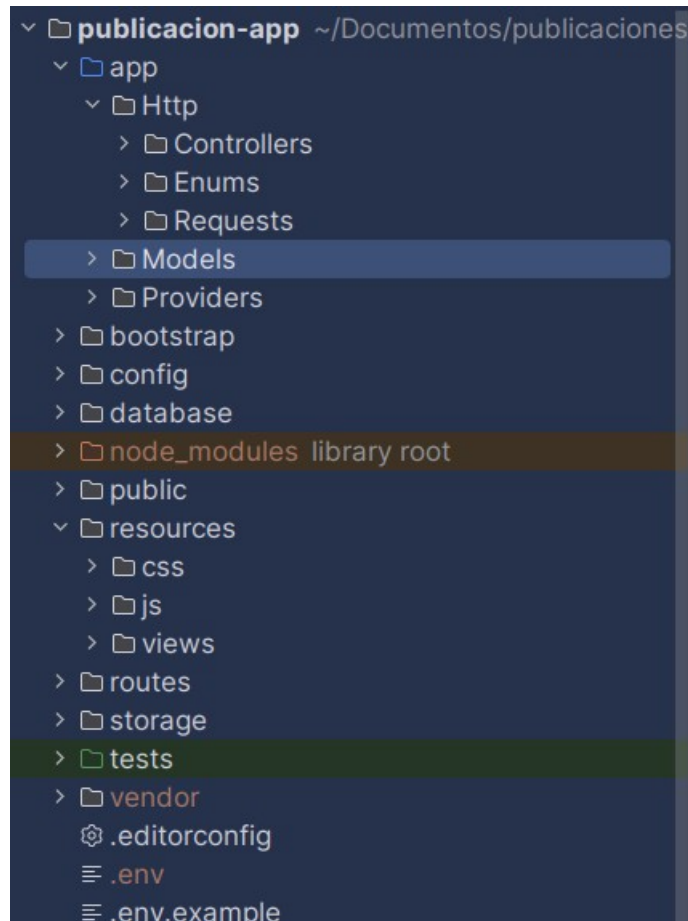 publicacion-app ~/Documentos/publicaciones
app
Http
Controllers
Enums
Requests
Models
Providers
bootstrap
config
database
node_modules library root
public
resources
css
js
views
routes
storage
tests
vendor
.editorconfig
.env
.env.example